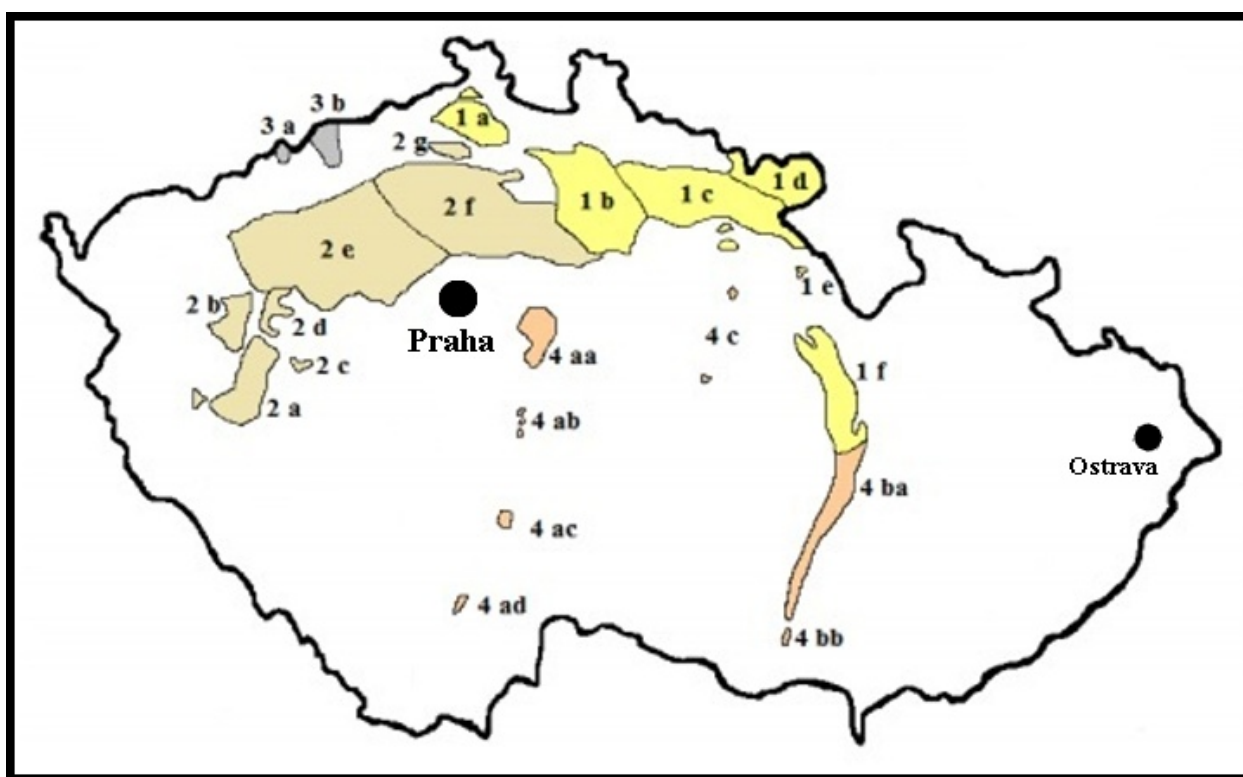 3 b
3 a
1 a
2 g
1 d
1 c
1 b
2 f
2 e
1 e
2 b
2 d
Praha
4 c
4 aa
2 c
1 f
2 a
4 ab
Ostrava
4 ba
4 ac
4 ad
4 bb